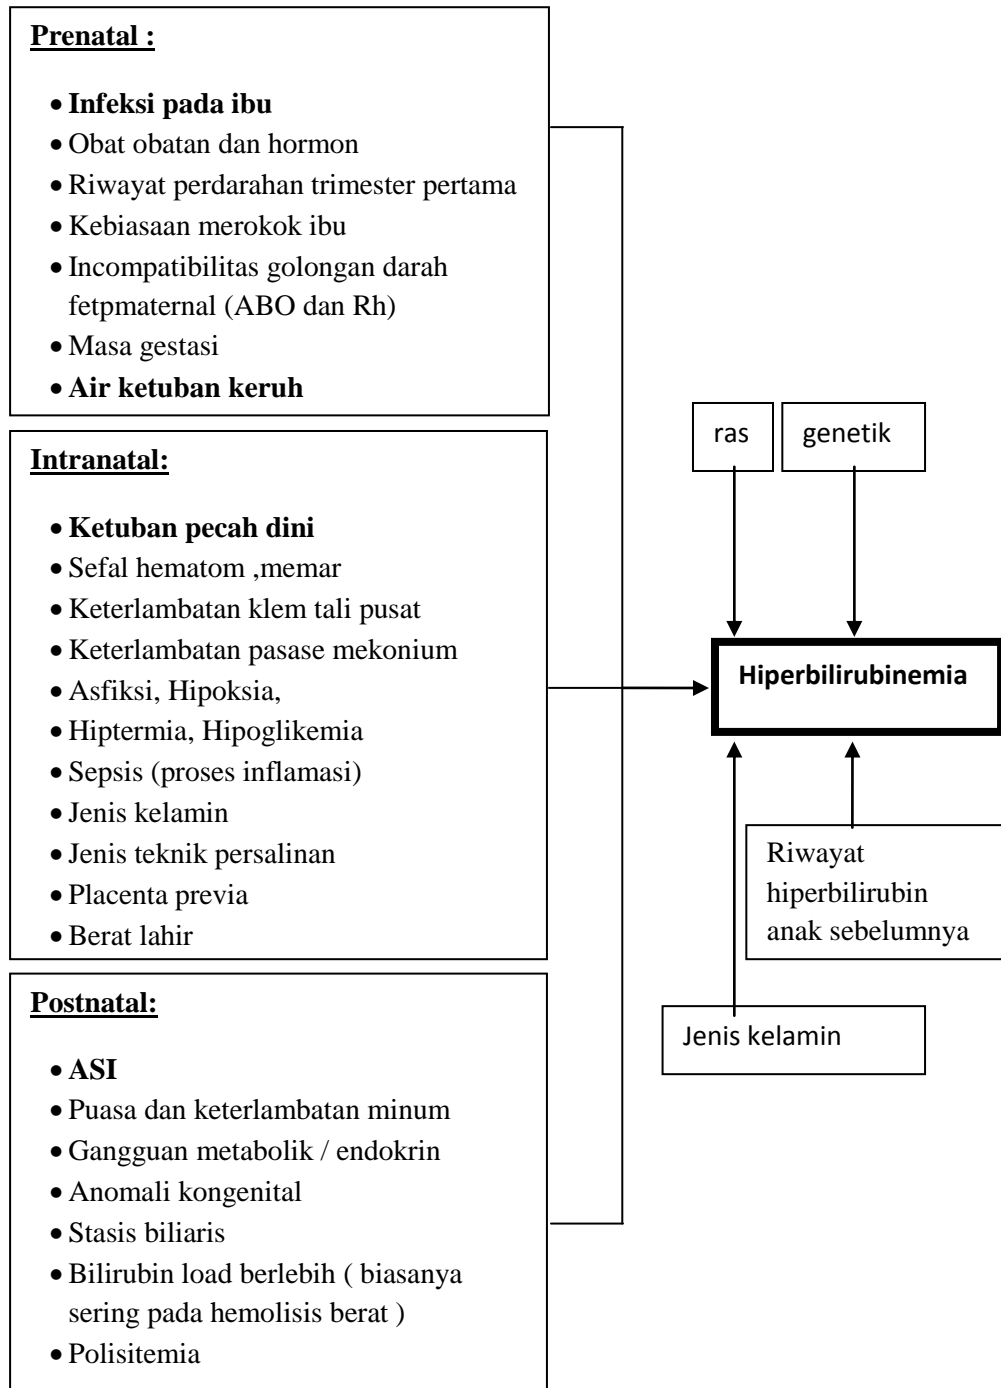 Prenatal :
• Infeksi pada ibu
• Obat obatan dan hormon
• Riwayat perdarahan trimester pertama
• Kebiasaan merokok ibu
• Incompatibilitas golongan darah
fetpmaternal (ABO dan Rh)
• Masa gestasi
• Air ketuban keruh
Intranatal:
• Ketuban pecah dini
• Sefal hematom ,memar
• Keterlambatan klem tali pusat
• Keterlambatan pasase mekonium
• Asfiksi, Hipoksia,
• Hiptermia, Hipoglikemia
• Sepsis (proses inflamasi)
• Jenis kelamin
• Jenis teknik persalinan
• Placenta previa
• Berat lahir
Postnatal:
• ASI
• Puasa dan keterlambatan minum
• Gangguan metabolik / endokrin
• Anomali kongenital
• Stasis biliaris
• Bilirubin load berlebih ( biasanya
sering pada hemolisis berat )
• Polisitemia
ras
genetik
Hiperbilirubinemia
Riwayat
hiperbilirubin
anak sebelumnya
Jenis kelamin